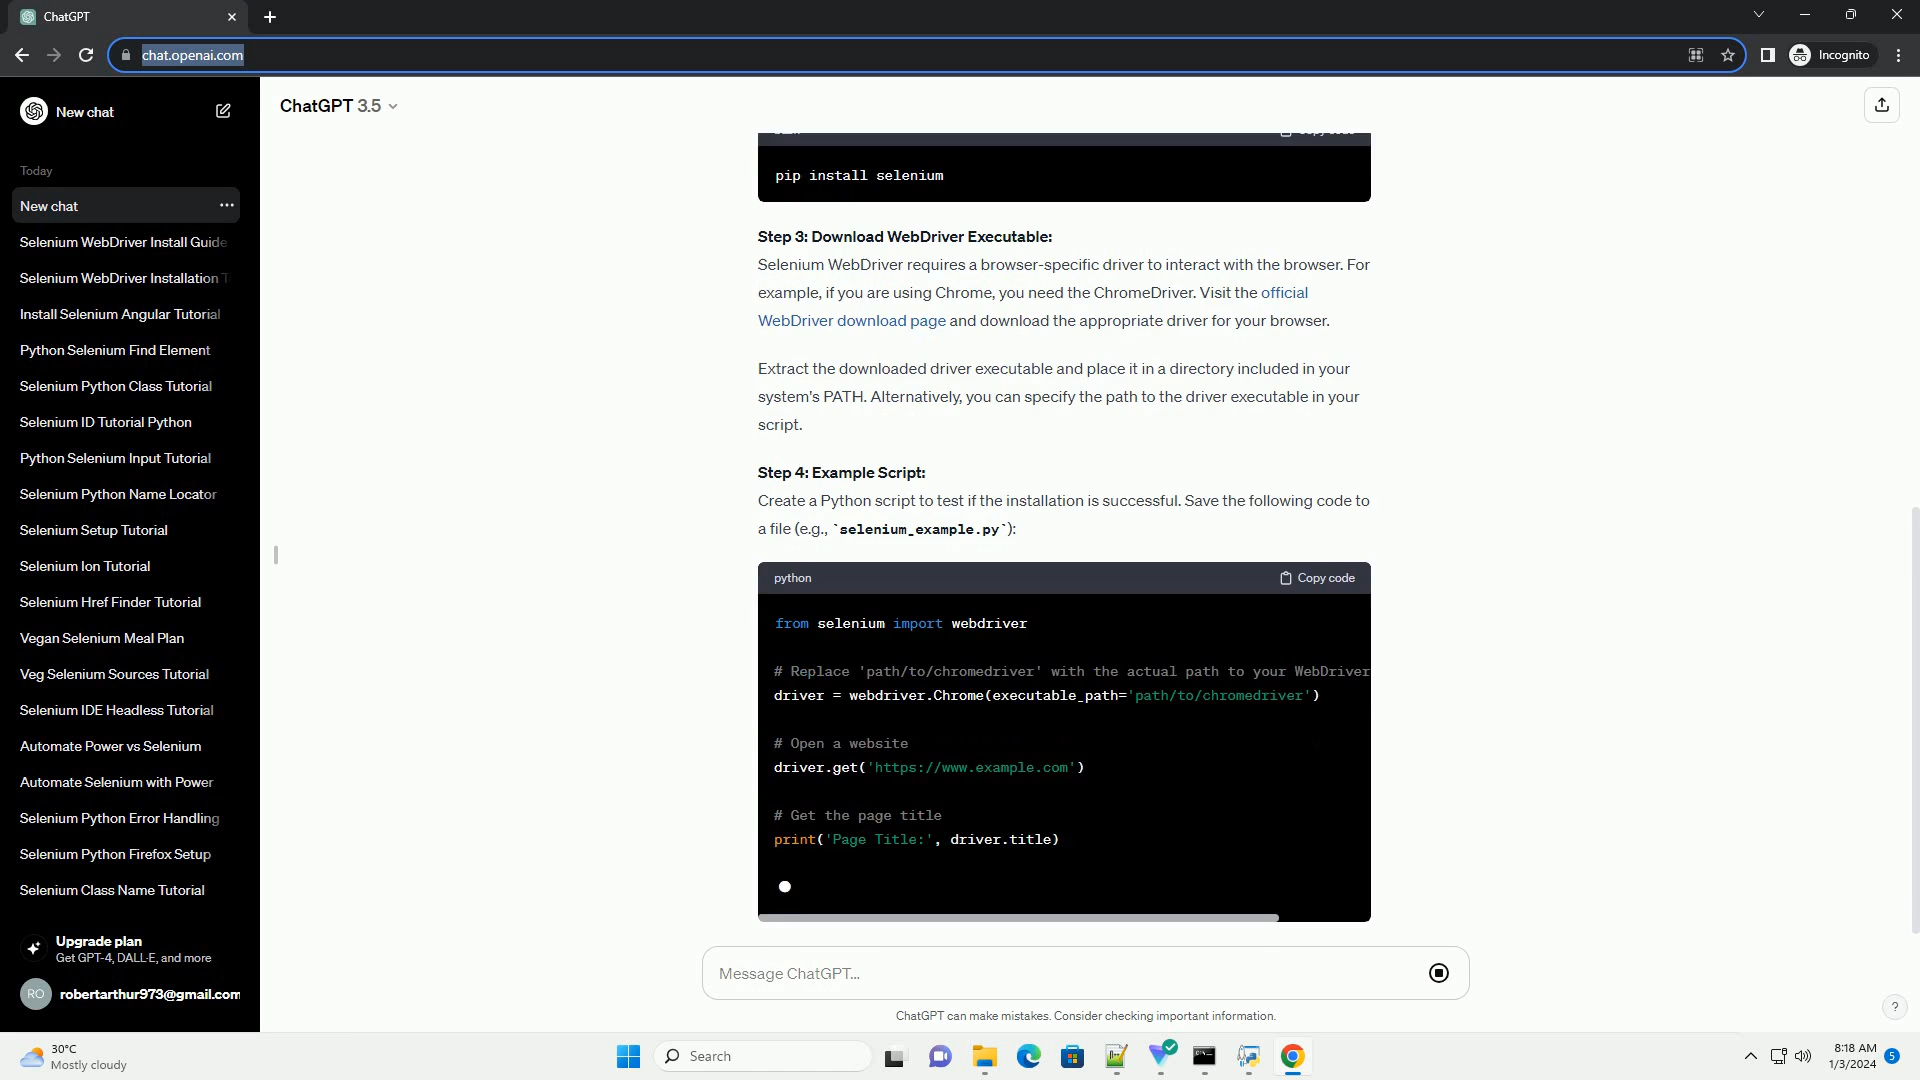 ChatGPT
chat.openai.com
Incognito
New chat
Today
New chat
Selenium WebDriver Install Guide
Selenium WebDriver Installation T
Install Selenium Angular Tutorial
Python Selenium Find Element
Selenium Python Class Tutorial
Selenium ID Tutorial Python
Python Selenium Input Tutorial
Selenium Python Name Locator
Selenium Setup Tutorial
Selenium Ion Tutorial
Selenium Href Finder Tutorial
Vegan Selenium Meal Plan
Veg Selenium Sources Tutorial
Selenium IDE Headless Tutorial
Automate Power vs Selenium
Automate Selenium with Power
Selenium Python Error Handling
Selenium Python Firefox Setup
Selenium Class Name Tutorial
Upgrade plan
Get GPT-4, DALL·E, and more
RO
robertarthur973@gmail.com
ChatGPT 3.5
pip install selenium
Step 3: Download WebDriver Executable:
Selenium WebDriver requires a browser-specific driver to interact with the browser. For
example, if you are using Chrome, you need the ChromeDriver. Visit the official
WebDriver download page and download the appropriate driver for your browser.
Extract the downloaded driver executable and place it in a directory included in your
system's PATH. Alternatively, you can specify the path to the driver executable in your
script.
Step 4: Example Script:
Create a Python script to test if the installation is successful. Save the following code to
a file (e.g., `selenium_example.py`):
python
Copy code
from selenium import webdriver
# Replace 'path/to/chromedriver' with the actual path to your WebDriver
driver = webdriver.Chrome(executable_path='path/to/chromedriver')
# Open a website
driver.get('https://www.example.com')
# Get the page title
print('Page Title:', driver.title)
Message ChatGPT...
ChatGPT can make mistakes. Consider checking important information.
?
30°C
Mostly cloudy
Search
8:18 AM
1/3/2024
5